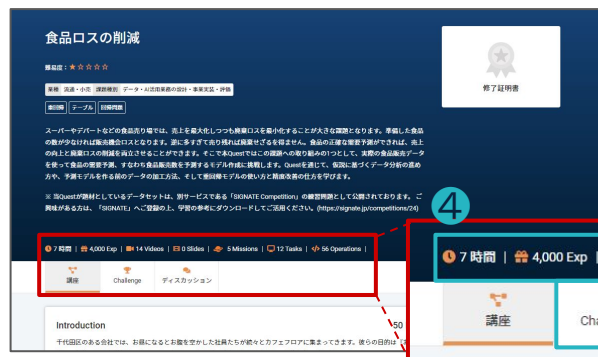 食品ロスの削減
難易度：★☆☆☆☆
業種 流通・小売 課題種別 データ・AI活用業務の設計・事業実装・評価
重回帰 テーブル 回帰問題
修了証明書
スーパーやデパートなどの食品売り場では、売上を最大化しつつも廃棄ロスを最小化することが大きな課題となります。準備した食品
の数が少なければ販売機会ロスとなります。逆に多すぎて売り残れば廃棄せざるを得ません。食品の正確な需要予測ができれば、売上
の向上と廃棄ロスの削減を両立させることができます。そこで本Questではこの課題への取り組みの1つとして、実際の食品販売データ
を使って食品の需要予測、すなわち食品販売数を予測するモデル作成に挑戦します。Questを通じて、仮説に基づくデータ分析の進め
方や、予測モデルを作る前のデータの加工方法、そして重回帰モデルの使い方と精度改善の仕方を学びます。
※ 当Questが題材としているデータセットは、別サービスである「SIGNATE Competition」の練習問題として公開されております。ご
興味がある方は、「SIGNATE」へご登録の上、学習の参考にダウンロードしてご活用ください。(https://signate.jp/competitions/24)
7 時間 | 4,000 Exp | 14 Videos | 0 Slides | 5 Missions | 12 Tasks | 56 Operations |
講座 Challenge ディスカッション
4
7 時間 | 4,000 Exp |
講座 Cha
Introduction
50
千代田区のある会社では、お昼になるとお腹を空かした社員たちが続々とカフェフロアに集まってきます。彼らの目的は